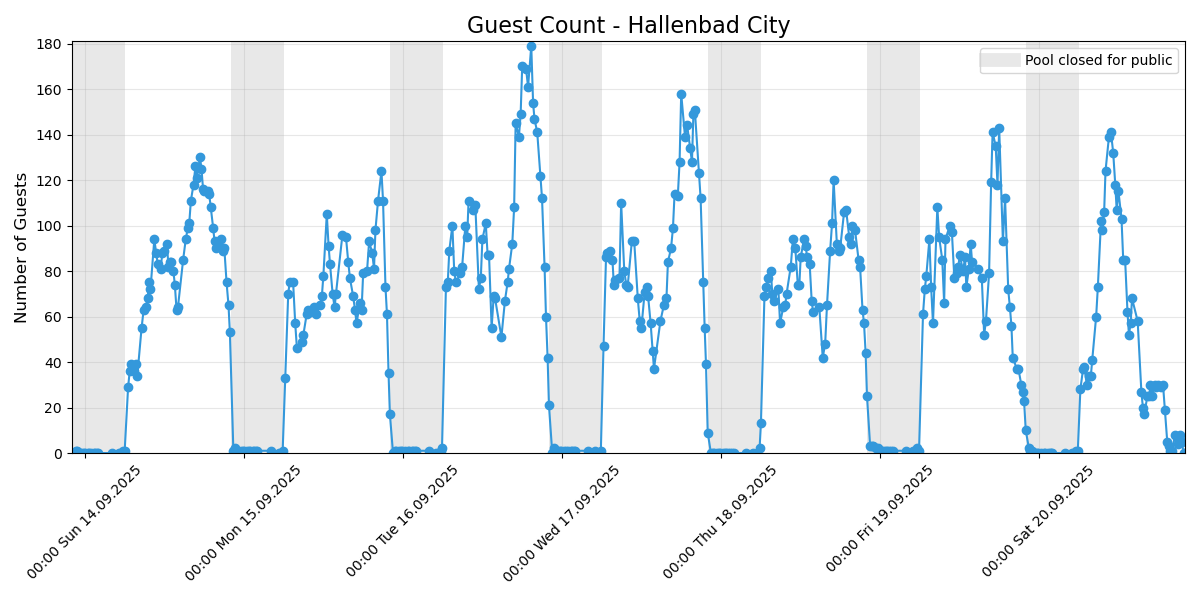 Guest Count - Hallenbad City
Pool closed for public
Number of Guests
180
160
140
120
100
80
60
40
20
0
00:00 Sun 14.09.2025
00:00 Mon 15.09.2025
00:00 Tue 16.09.2025
00:00 Wed 17.09.2025
00:00 Thu 18.09.2025
00:00 Fri 19.09.2025
00:00 Sat 20.09.2025